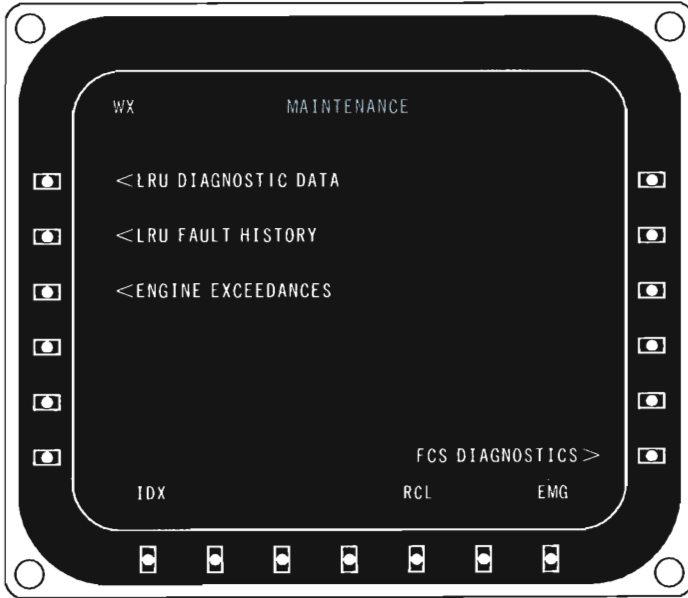 WX MAINTENANCE
<LRU DIAGNOSTIC DATA
<LRU FAULT HISTORY
<ENGINE EXCEEDANCES
FCS DIAGNOSTICS>
IDX RCL EMG